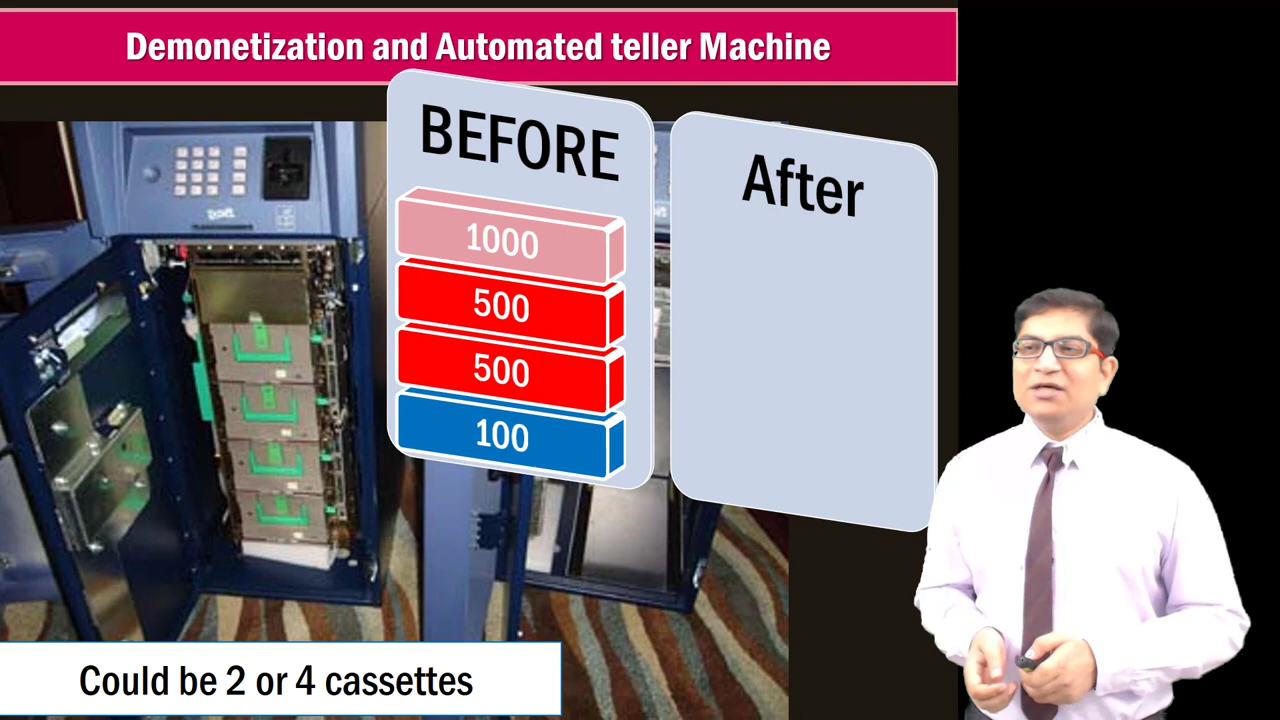 Demonetization and Automated teller Machine
BEFORE
1000
500
500
100
After
Could be 2 or 4 cassettes